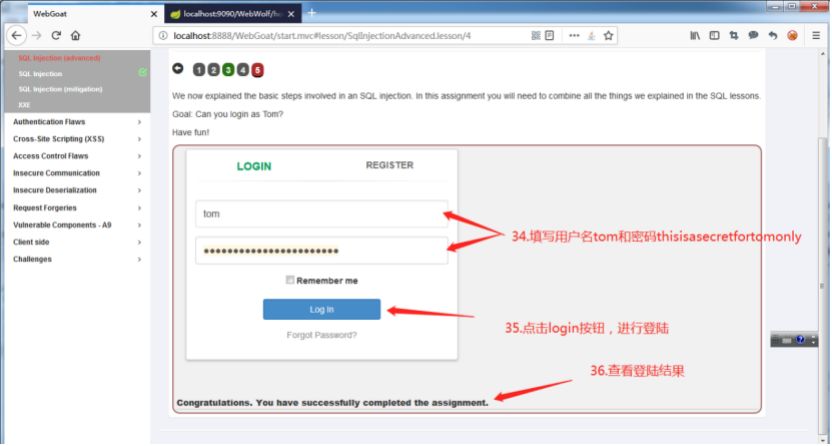 WebGoat
localhost:9090/WebWolf/ho
localhost:8888/WebGoat/start.mvc#lesson/SqlInjectionAdvanced.lesson/4
SQL Injection (advanced)
SQL Injection
SQL Injection (mitigation)
XXE
Authentication Flaws
Cross-Site Scripting (XSS)
Access Control Flaws
Insecure Communication
Insecure Deserialization
Request Forgeries
Vulnerable Components - A9
Client side
Challenges
1 2 3 4 5
We now explained the basic steps involved in an SQL injection. In this assignment you will need to combine all the things we explained in the SQL lessons.
Goal: Can you login as Tom?
Have fun!
LOGIN REGISTER
tom
34.填写用户名tom和密码thisisasecretfortomonly
Remember me
Log In
35.点击login按钮，进行登陆
Forgot Password?
36.查看登陆结果
Congratulations. You have successfully completed the assignment.